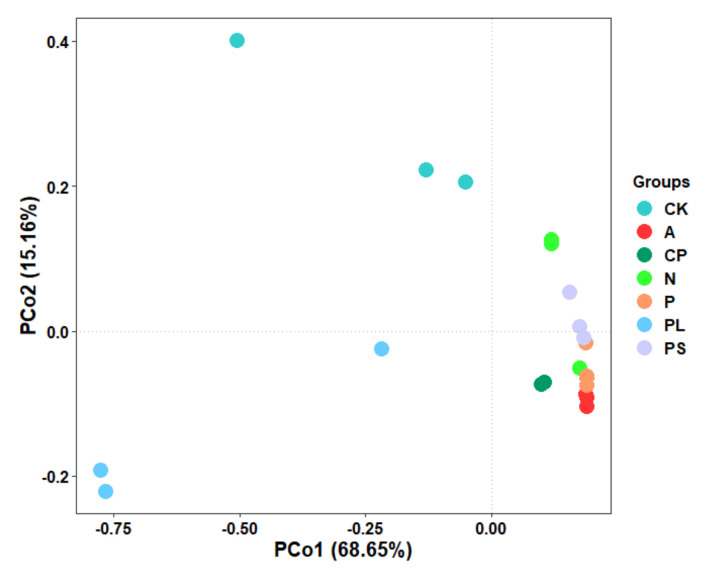 0.4
0.2
0.0
-0.2
PCo2 (15.16%)
-0.75
-0.50
-0.25
0.00
PCo1 (68.65%)
Groups
CK
A
CP
N
P
PL
PS